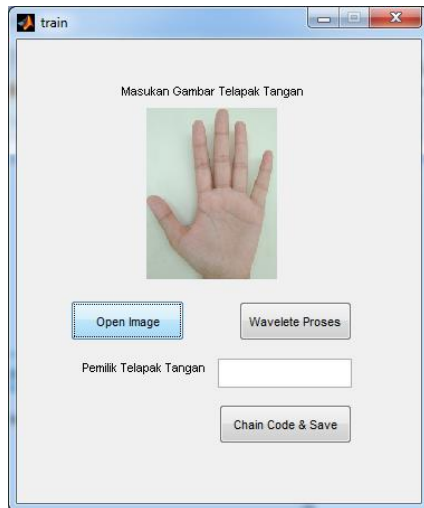 train
Masukan Gambar Telapak Tangan
Open Image
Wavelete Proses
Pemilik Telapak Tangan
Chain Code & Save